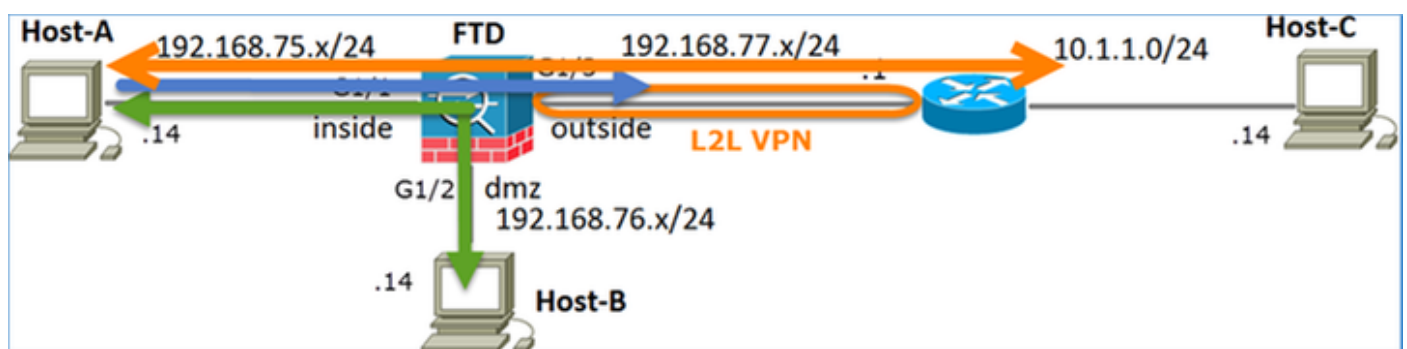 Host-A
192.168.75.x/24
FTD
192.168.77.x/24
10.1.1.0/24
Host-C
G1/1
G1/3
.1
.14
inside
outside
L2L VPN
.14
G1/2
dmz
192.168.76.x/24
.14
Host-B